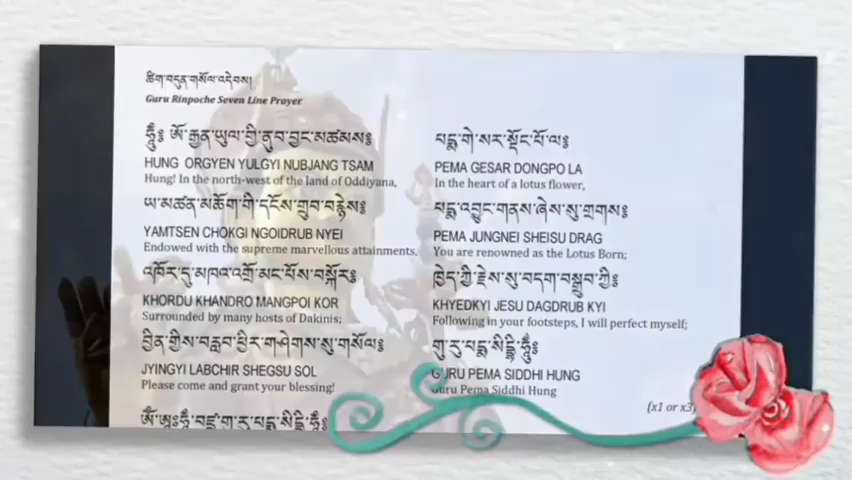 ཚིག་བདུན་གསོལ་འདེབས།
Guru Rinpoche Seven Line Prayer
ཧཱུྃ༔ ཨོ་རྒྱན་ཡུལ་གྱི་ནུབ་བྱང་མཚམས༔
HUNG ORGYEN YULGYI NUBJANG TSAM
Hung! In the north-west of the land of Oddiyana,
ཡ་མཚན་མཆོག་གི་དངོས་གྲུབ་བརྙེས༔
YAMTSEN CHOKGI NGOIDRUB NYEI
Endowed with the supreme marvellous attainments,
འཁོར་དུ་མཁའ་འགྲོ་མང་པོས་བསྐོར༔
KHORDU KHANDRO MANGPOI KOR
Surrounded by many hosts of Dakinis;
བྱིན་གྱིས་བརླབ་ཕྱིར་གཤེགས་སུ་གསོལ༔
JYINGYI LABCHIR SHEGSU SOL
Please come and grant your blessing!
ཨོཾ་ཨཱཿཧཱུྃ་བཛྲ་གུ་རུ་པདྨ་སིདྡྷི་ཧཱུྃ༔
པདྨ་གེ་སར་སྡོང་པོ་ལ༔
PEMA GESAR DONGPO LA
In the heart of a lotus flower,
པདྨ་འབྱུང་གནས་ཞེས་སུ་གྲགས༔
PEMA JUNGNEI SHEISU DRAG
You are renowned as the Lotus Born;
ཁྱེད་ཀྱི་རྗེས་སུ་བདག་བསྒྲུབ་ཀྱི༔
KHYEDKYI JESU DAGDRUB KYI
Following in your footsteps, I will perfect myself;
གུ་རུ་པདྨ་སིདྡྷི་ཧཱུྃ༔
GURU PEMA SIDDHI HUNG
Guru Pema Siddhi Hung
(x1 or x3)